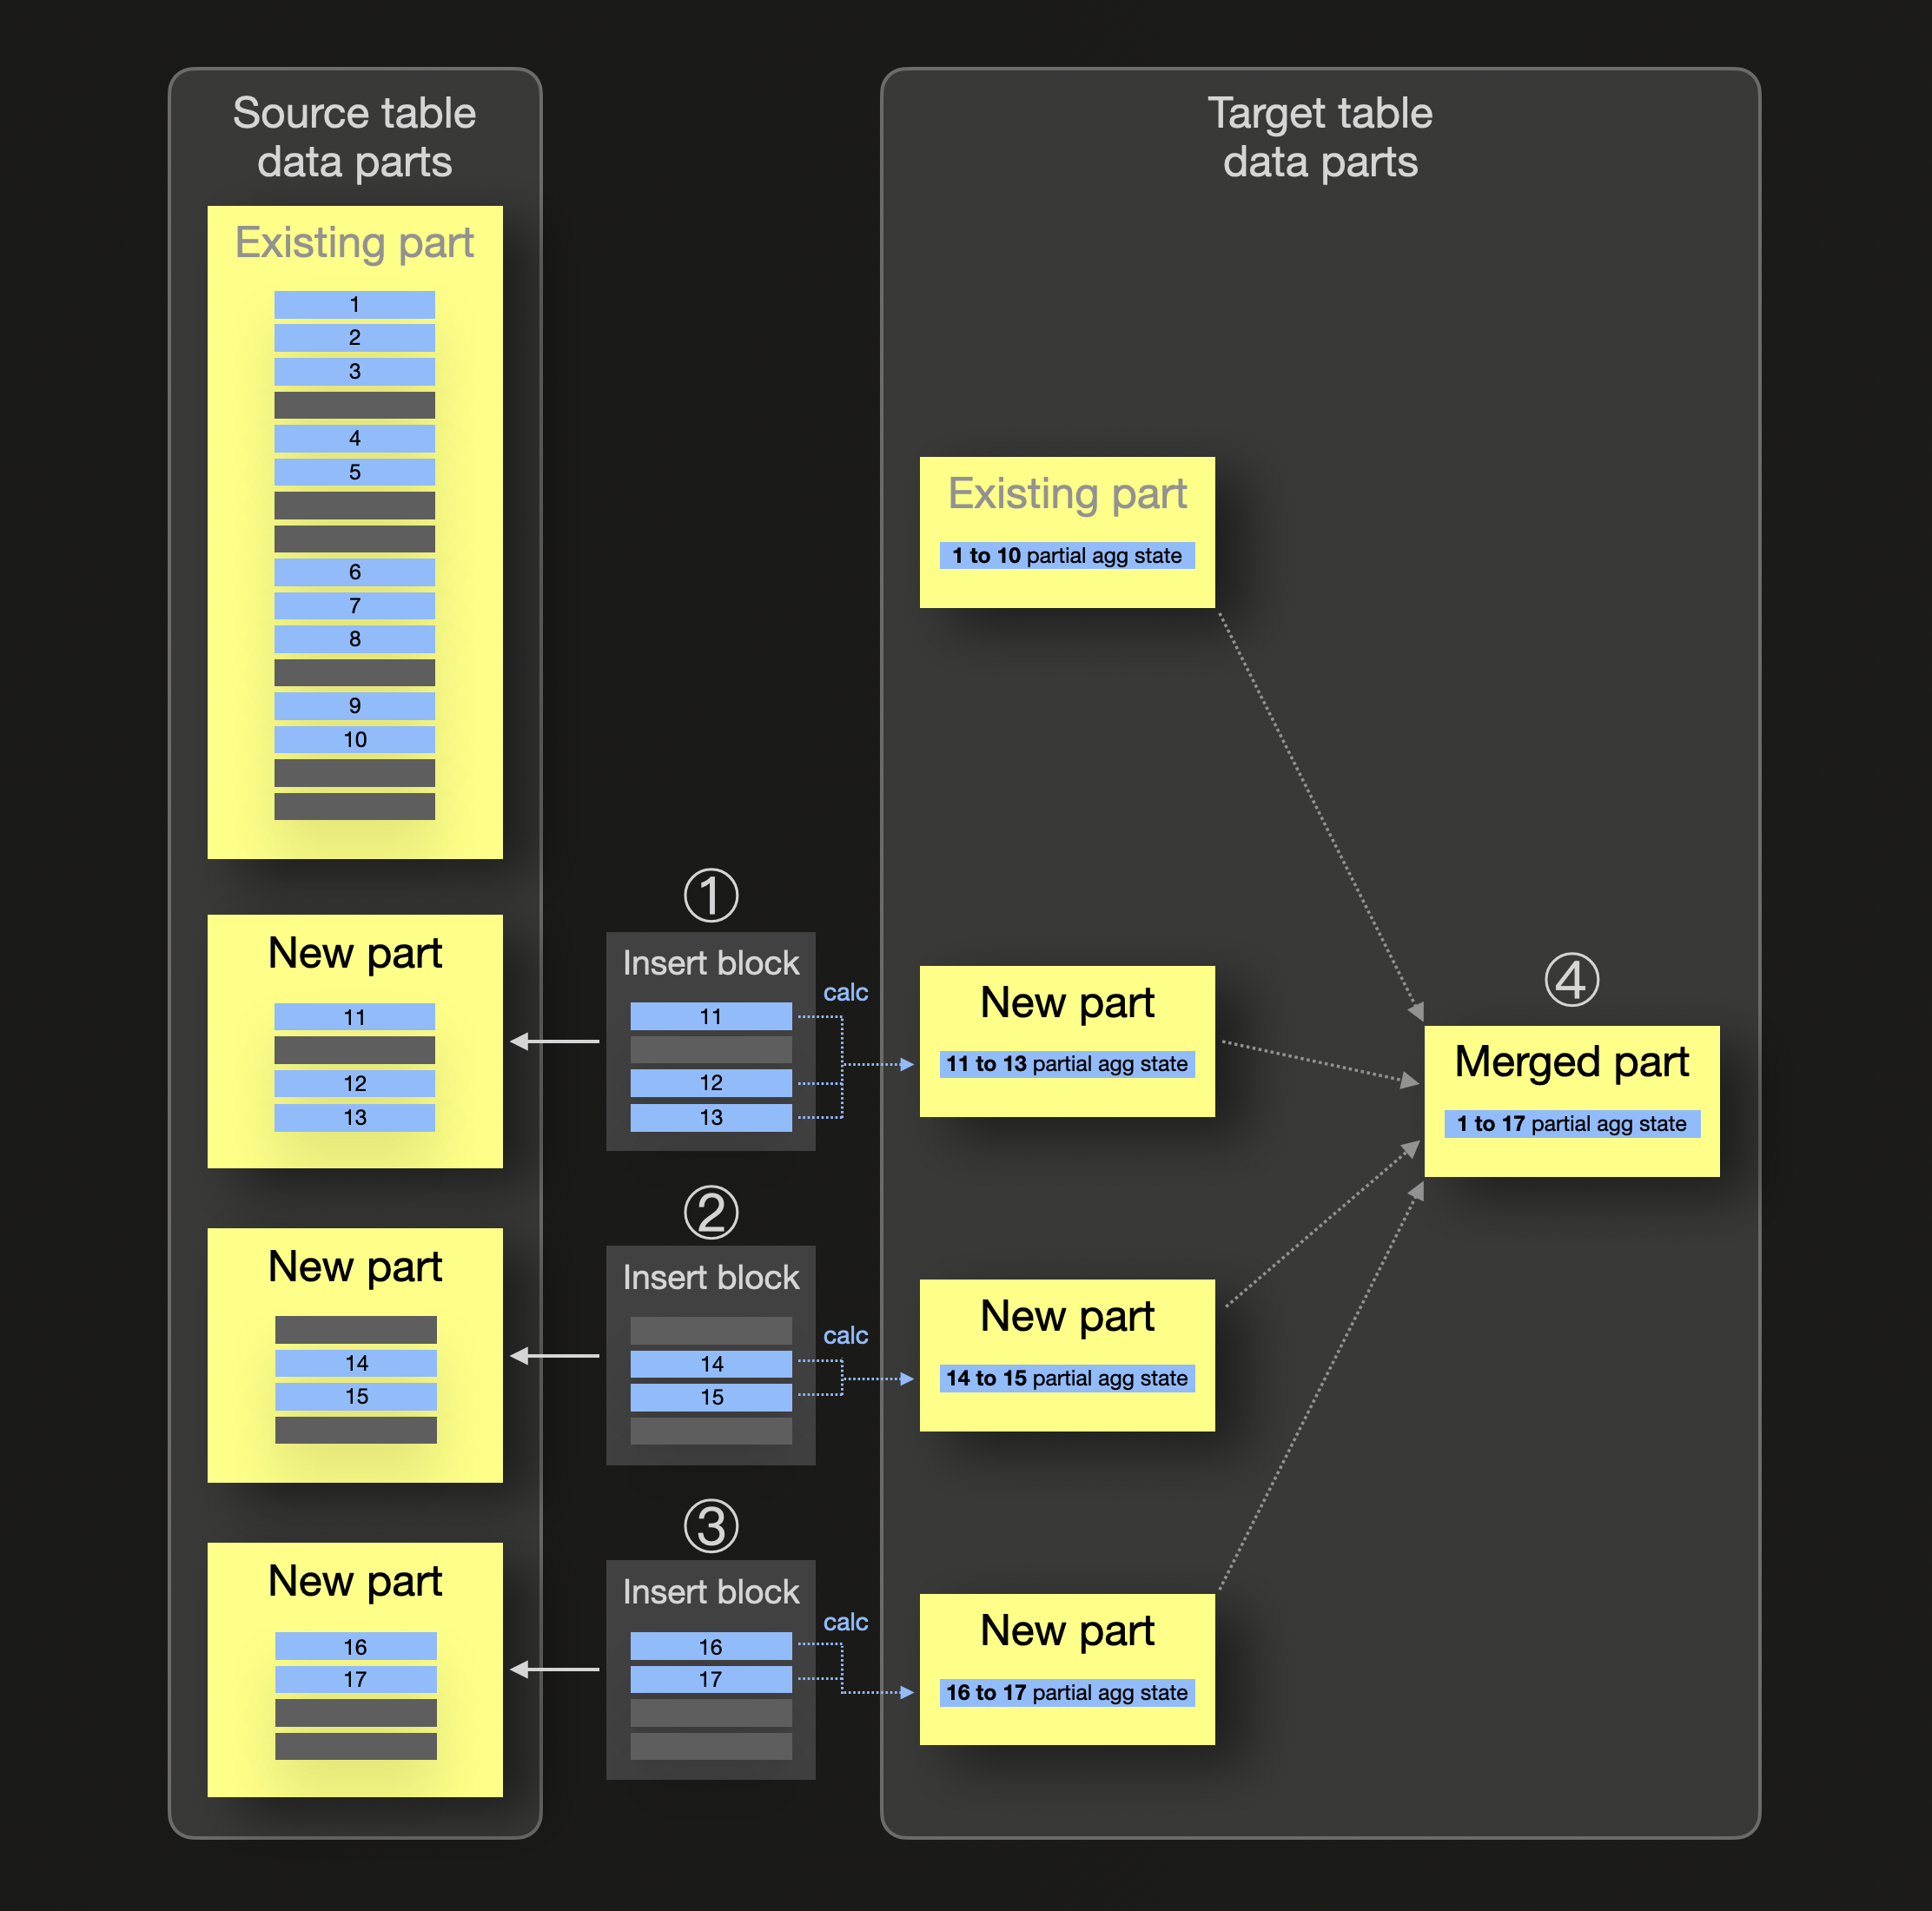 Source table
data parts
Existing part
1
2
3
4
5
6
7
8
9
10
New part
11
12
13
New part
14
15
New part
16
17
①
Insert block
11
12
13
calc
②
Insert block
14
15
calc
③
Insert block
16
17
calc
Target table
data parts
Existing part
1 to 10 partial agg state
New part
11 to 13 partial agg state
New part
14 to 15 partial agg state
New part
16 to 17 partial agg state
④
Merged part
1 to 17 partial agg state